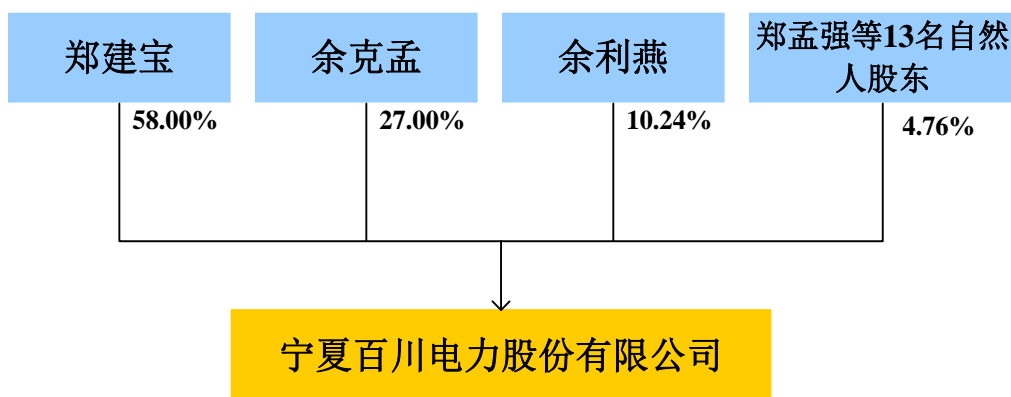 郑建宝
余克孟
余利燕
郑孟强等13名自然
人股东
58.00%
27.00%
10.24%
4.76%
宁夏百川电力股份有限公司